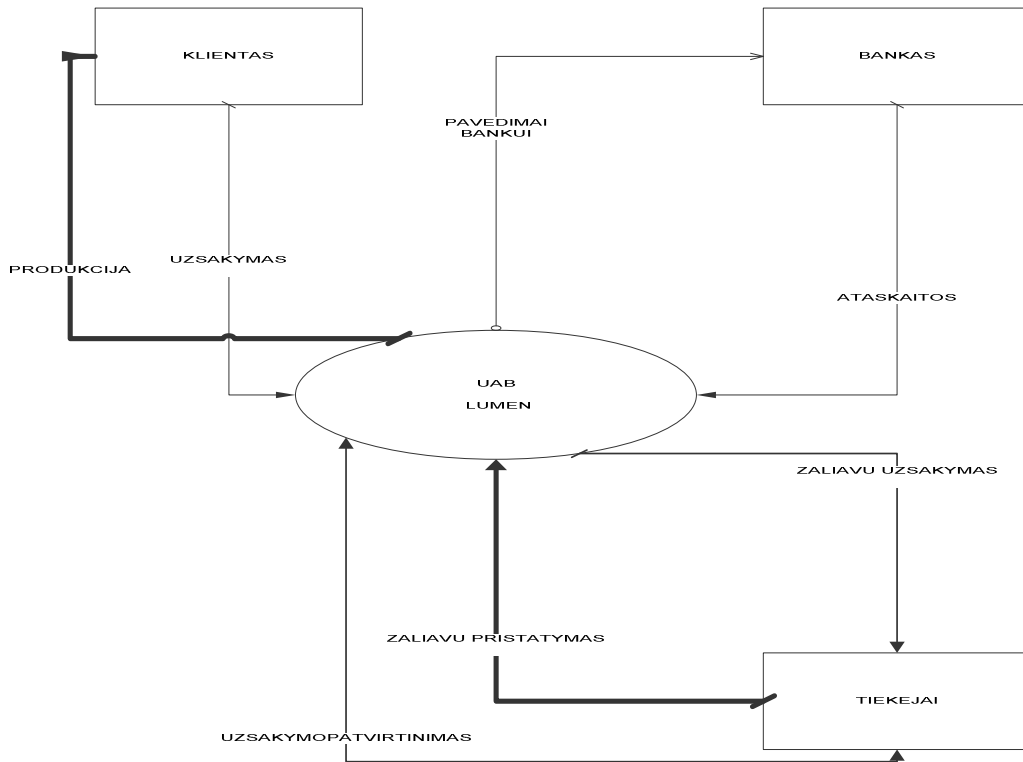 KLIENTAS
BANKAS
PAVEDIMAI
BANKUI
UZSAKYMAS
PRODUKCIJA
ATASKAITOS
UAB
LUMEN
ZALIAVU UZSAKYMAS
ZALIAVU PRISTATYMAS
TIEKEJAI
UZSAKYMOPATVIRTINIMAS